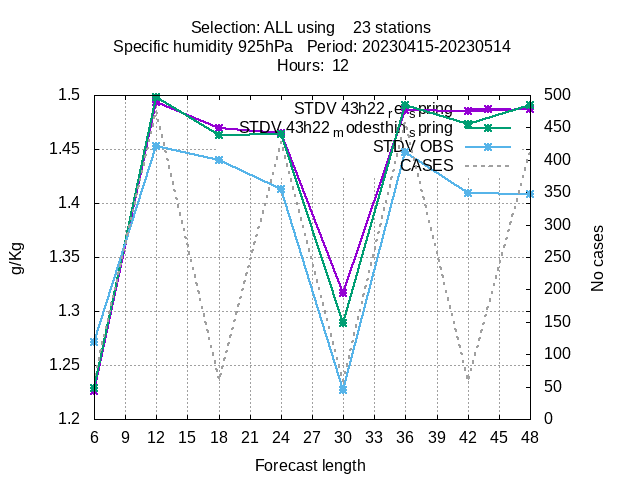 Selection: ALL using    23 stations
Specific humidity 925hPa   Period: 20230415-20230514
Hours:  12
STDV 43h22_ref_spring
STDV 43h22_modesthin_spring
STDV OBS
CASES
1.5
1.45
1.4
1.35
1.3
1.25
1.2
500
450
400
350
300
250
200
150
100
50
0
g/Kg
No cases
6 9 12 15 18 21 24 27 30 33 36 39 42 45 48
Forecast length